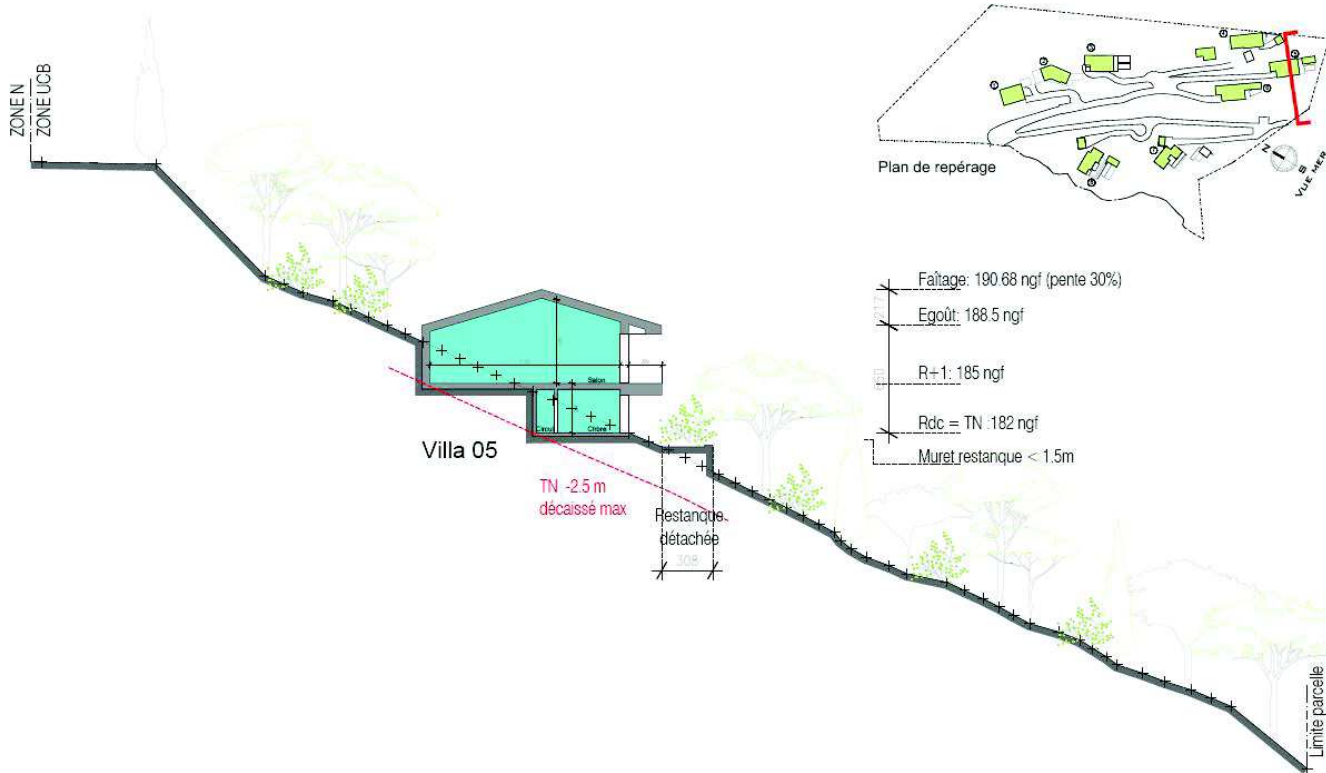 ZONE N
ZONE UCB
Plan de repérage
N
S
VUE MER
Faîtage: 190.68 ngf (pente 30%)
217
Egoût: 188.5 ngf
R+1: 185 ngf
Rdc = TN :182 ngf
Muret restanque < 1.5m
Salon
Circul
Chbre
Villa 05
TN -2.5 m
décaissé max
Restanque
détachée
308
Limite parcelle